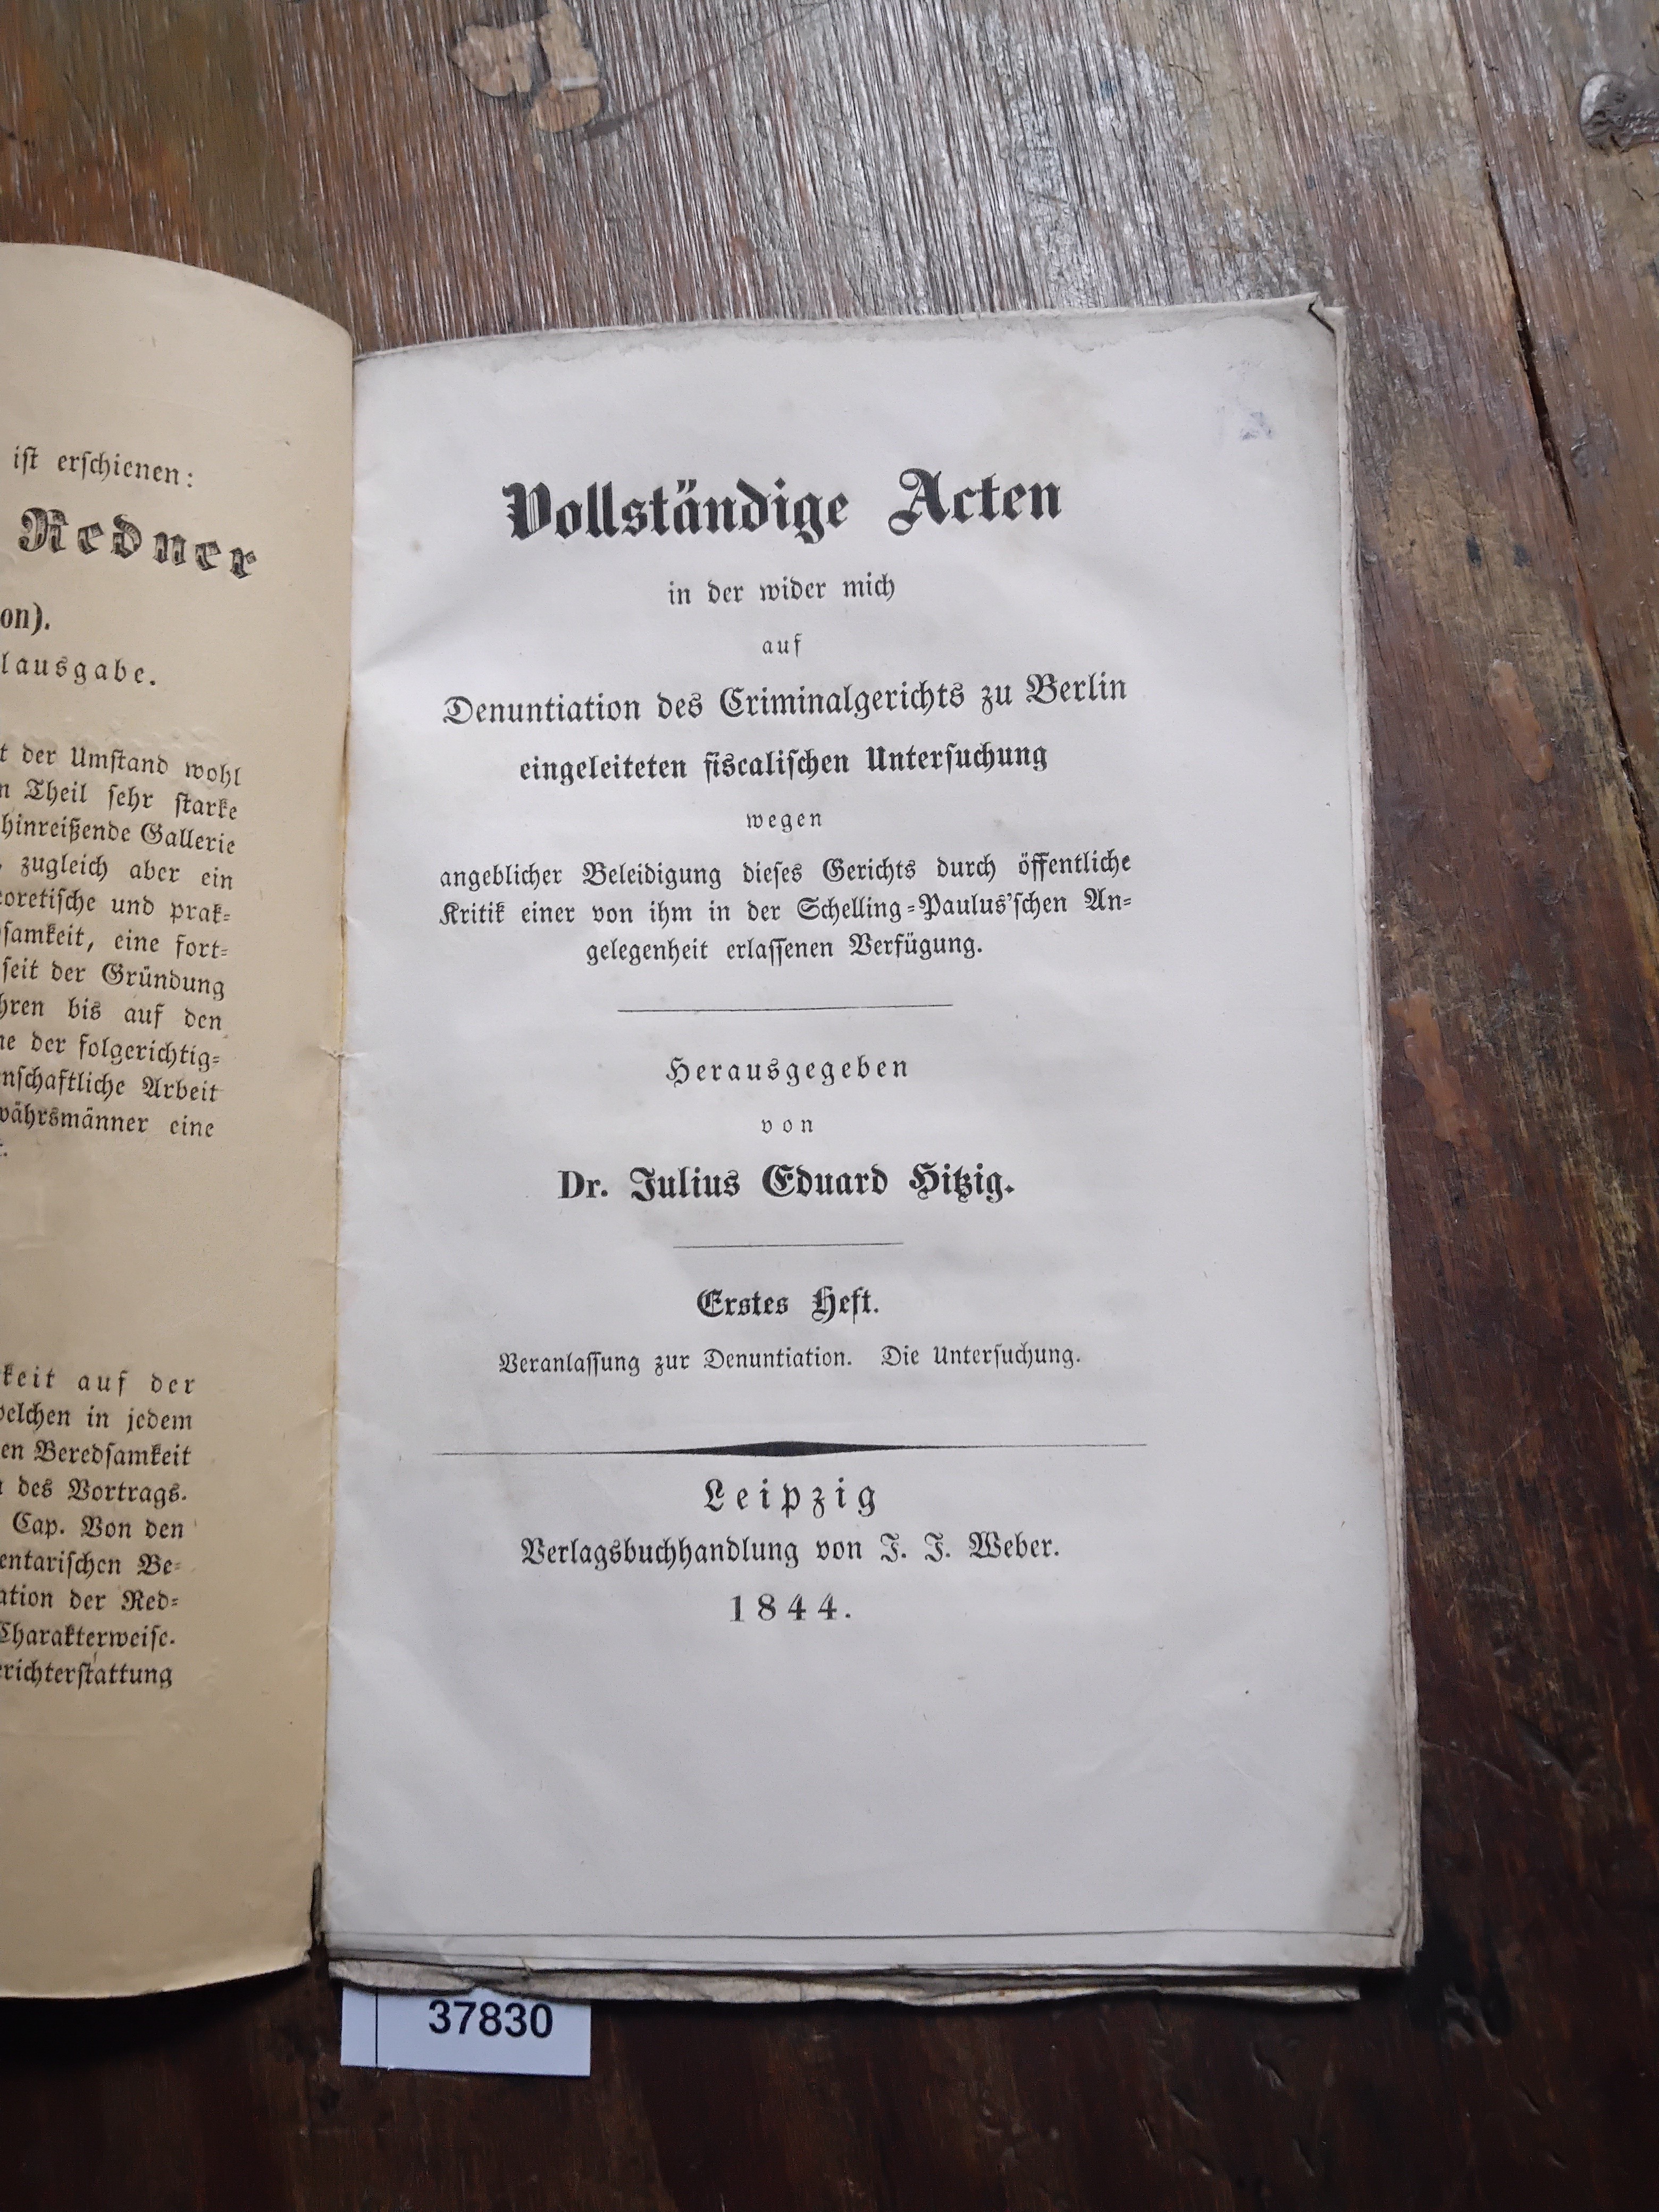 ist erschienen:
Redner
on).
lausgabe.
t der Umstand wohl
n Theil sehr starke
hinreißende Gallerie
, zugleich aber ein
oretische und prak-
samkeit, eine fort-
seit der Gründung
hren bis auf den
ne der folgerichtig-
nschaftliche Arbeit
währsmänner eine
t.
keit auf der
welchen in jedem
en Beredsamkeit
n des Vortrags.
Cap. Von den
entarischen Be-
ation der Red-
Charakterweise.
erichterstattung
Vollständige Acten
in der wider mich
auf
Denuntiation des Criminalgerichts zu Berlin
eingeleiteten fiscalischen Untersuchung
wegen
angeblicher Beleidigung dieses Gerichts durch öffentliche
Kritik einer von ihm in der Schelling-Paulus'schen An-
gelegenheit erlassenen Verfügung.
Herausgegeben
von
Dr. Julius Eduard Hitzig.
Erstes Heft.
Veranlassung zur Denuntiation. Die Untersuchung.
Leipzig
Verlagsbuchhandlung von J. J. Weber.
1844.
37830